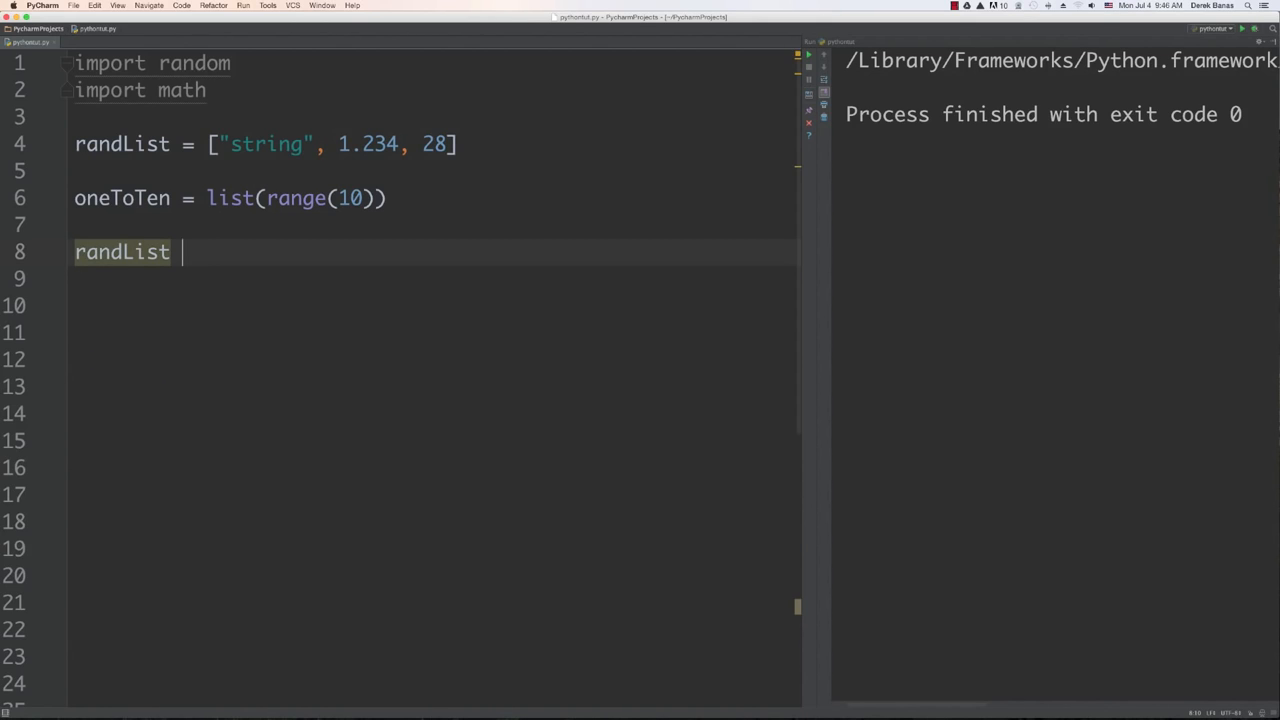 PyCharm File Edit View Navigate Code Refactor Run Tools VCS Window Help
10 Mon Jul 4 9:46 AM Derek Banas
pythontut.py - PycharmProjects - [~/PycharmProjects]
PycharmProjects pythontut.py
pythontut
pythontut.py
Run pythontut
1 import random
2 import math
3
4 randList = ["string", 1.234, 28]
5
6 oneToTen = list(range(10))
7
8 randList
9
10
11
12
13
14
15
16
17
18
19
20
21
22
23
24
/Library/Frameworks/Python.framework
Process finished with exit code 0
8:10 LF‡ UTF-8‡